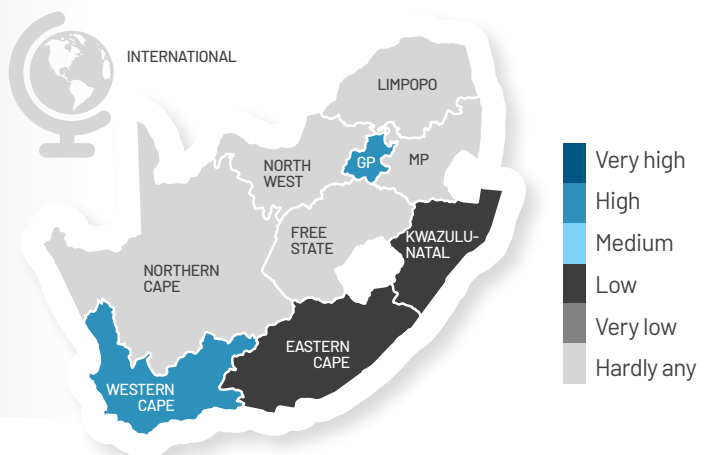 INTERNATIONAL
LIMPOPO
GP
MP
NORTH
WEST
FREE
STATE
KWAZULU-
NATAL
NORTHERN
CAPE
EASTERN
CAPE
WESTERN
CAPE
Very high
High
Medium
Low
Very low
Hardly any